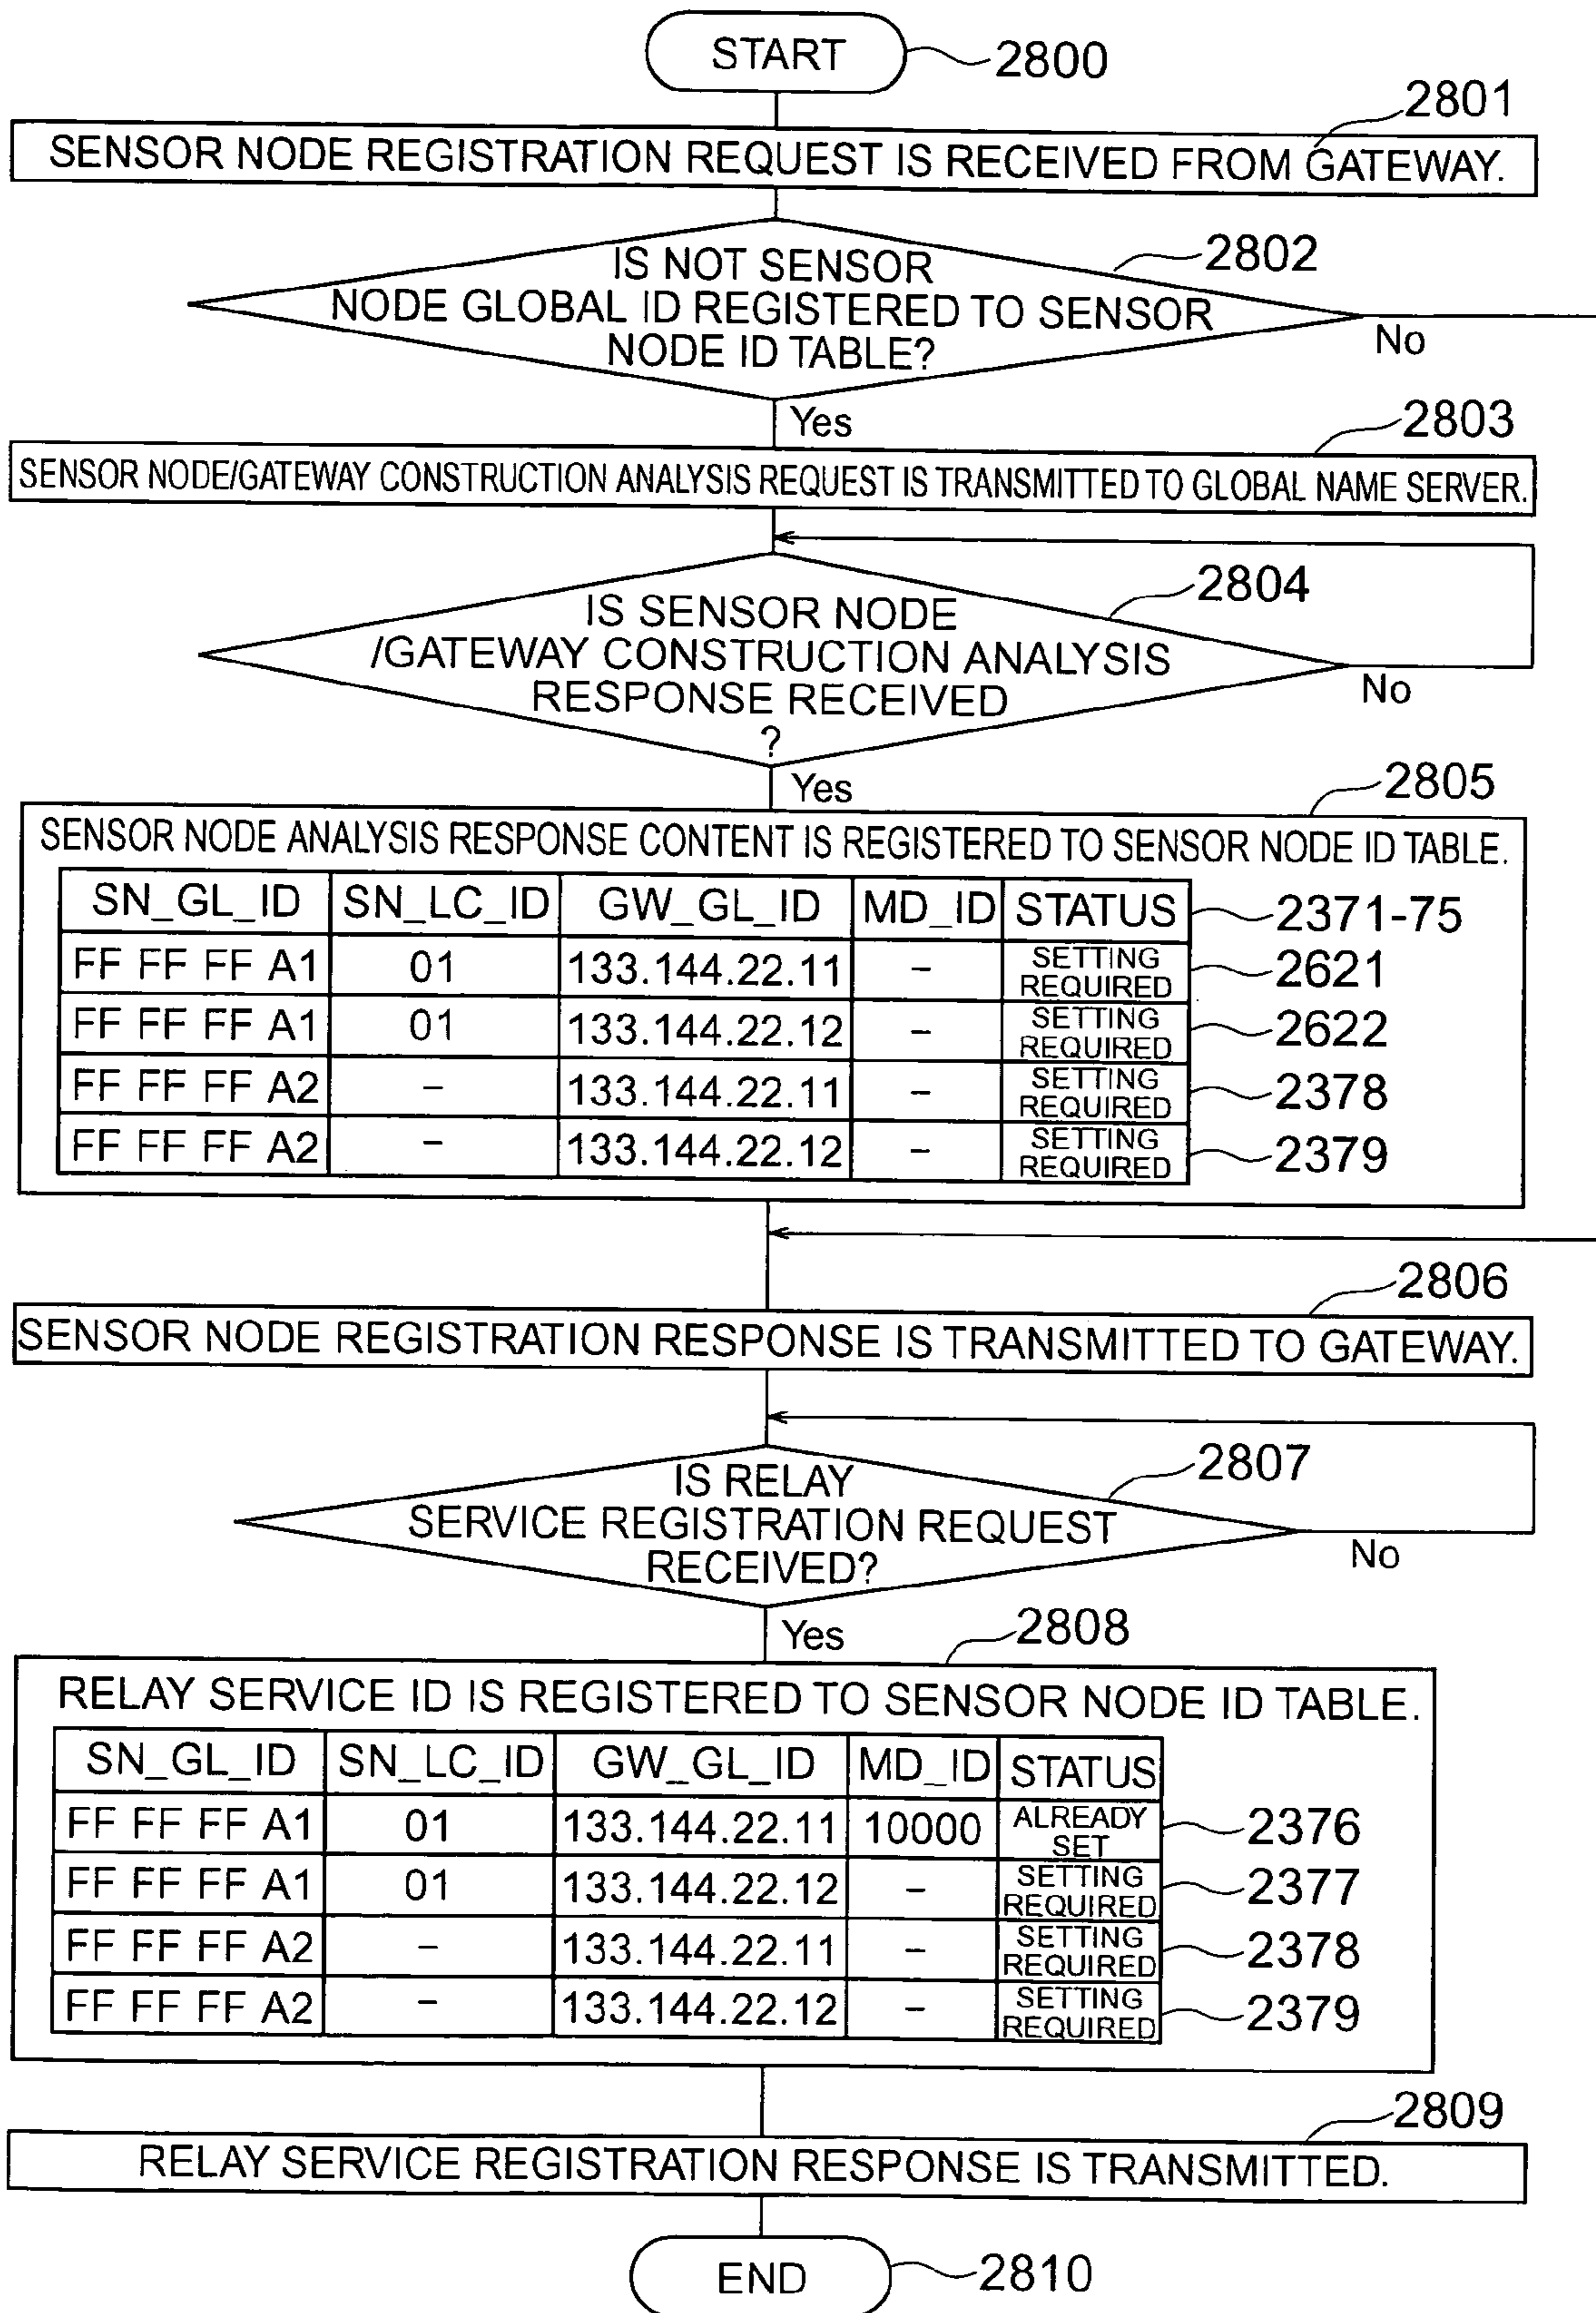 START
2800
2801
SENSOR NODE REGISTRATION REQUEST IS RECEIVED FROM GATEWAY.
2802
IS NOT SENSOR
NODE GLOBAL ID REGISTERED TO SENSOR
NODE ID TABLE?
No
Yes
2803
SENSOR NODE/GATEWAY CONSTRUCTION ANALYSIS REQUEST IS TRANSMITTED TO GLOBAL NAME SERVER.
2804
IS SENSOR NODE
/GATEWAY CONSTRUCTION ANALYSIS
RESPONSE RECEIVED
?
No
Yes
2805
SENSOR NODE ANALYSIS RESPONSE CONTENT IS REGISTERED TO SENSOR NODE ID TABLE.
SN_GL_ID SN_LC_ID GW_GL_ID MD_ID STATUS 2371-75
FF FF FF A1 01 133.144.22.11 - SETTING REQUIRED 2621
FF FF FF A1 01 133.144.22.12 - SETTING REQUIRED 2622
FF FF FF A2 - 133.144.22.11 - SETTING REQUIRED 2378
FF FF FF A2 - 133.144.22.12 - SETTING REQUIRED 2379
2806
SENSOR NODE REGISTRATION RESPONSE IS TRANSMITTED TO GATEWAY.
2807
IS RELAY
SERVICE REGISTRATION REQUEST
RECEIVED?
No
Yes
2808
RELAY SERVICE ID IS REGISTERED TO SENSOR NODE ID TABLE.
SN_GL_ID SN_LC_ID GW_GL_ID MD_ID STATUS
FF FF FF A1 01 133.144.22.11 10000 ALREADY SET 2376
FF FF FF A1 01 133.144.22.12 - SETTING REQUIRED 2377
FF FF FF A2 - 133.144.22.11 - SETTING REQUIRED 2378
FF FF FF A2 - 133.144.22.12 - SETTING REQUIRED 2379
2809
RELAY SERVICE REGISTRATION RESPONSE IS TRANSMITTED.
END
2810